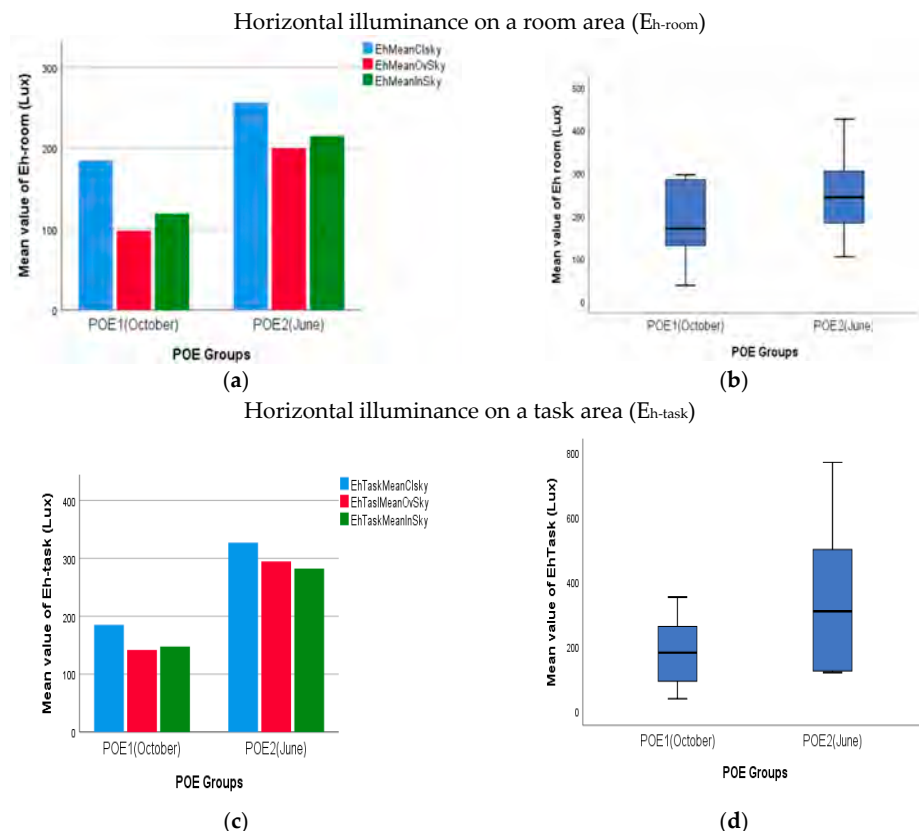 Horizontal illuminance on a room area (Eh-room)
Mean value of Eh-room (Lux)
300
200
100
0
EhMeanClsky
EhMeanOvSky
EhMeanInSky
POE1(October)
POE2(June)
POE Groups
(a)
Mean value of Eh room (Lux)
500
400
300
200
100
0
POE1(October)
POE2(June)
POE Groups
(b)
Horizontal illuminance on a task area (Eh-task)
Mean value of Eh-task (Lux)
400
300
200
100
0
EhTaskMeanClsky
EhTaslMeanOvSky
EhTaskMeanInSky
POE1(October)
POE2(June)
POE Groups
(c)
Mean value of EhTask (Lux)
800
600
400
200
0
POE1(October)
POE2(June)
POE Groups
(d)